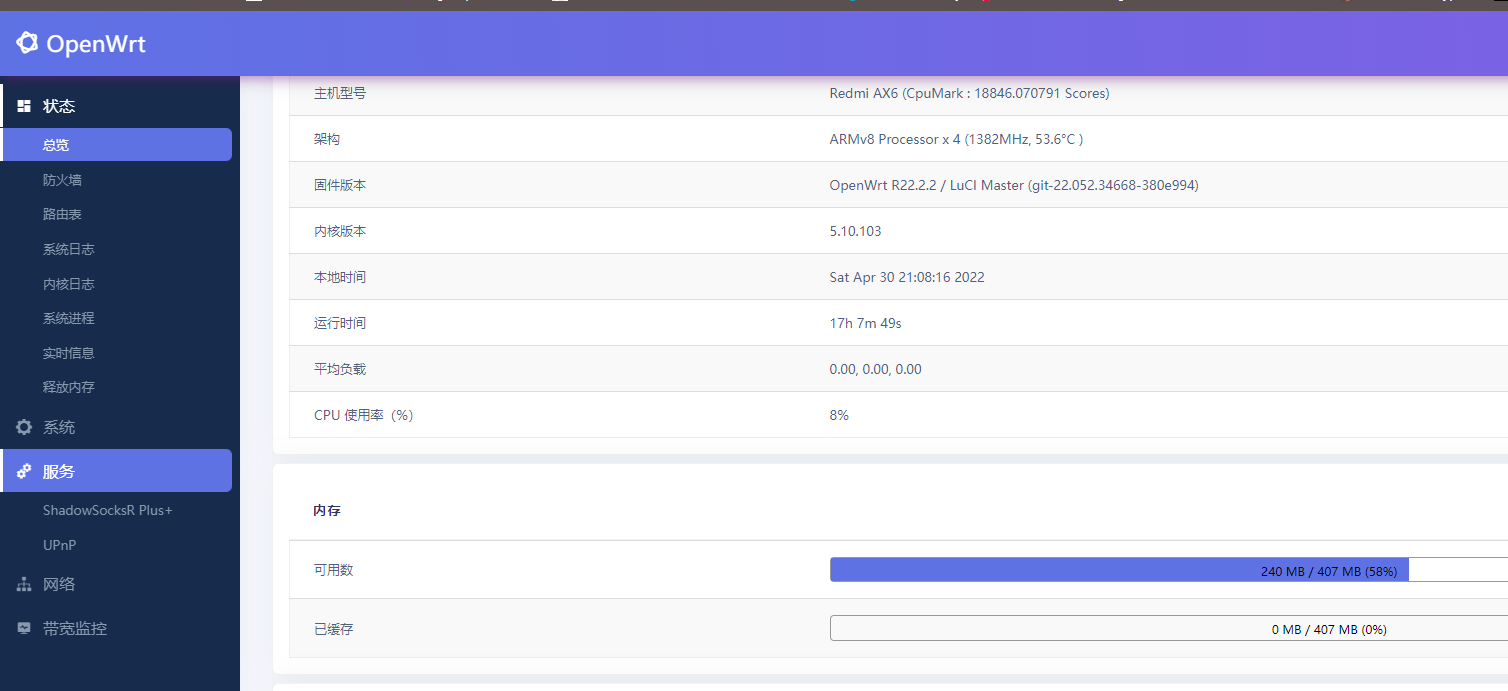 OpenWrt
状态
总览
防火墙
路由表
系统日志
内核日志
系统进程
实时信息
释放内存
系统
服务
ShadowSocksR Plus+
UPnP
网络
带宽监控
主机型号 Redmi AX6 (CpuMark : 18846.070791 Scores)
架构 ARMv8 Processor x 4 (1382MHz, 53.6°C )
固件版本 OpenWrt R22.2.2 / LuCI Master (git-22.052.34668-380e994)
内核版本 5.10.103
本地时间 Sat Apr 30 21:08:16 2022
运行时间 17h 7m 49s
平均负载 0.00, 0.00, 0.00
CPU 使用率（%） 8%
内存
可用数 240 MB / 407 MB (58%)
已缓存 0 MB / 407 MB (0%)